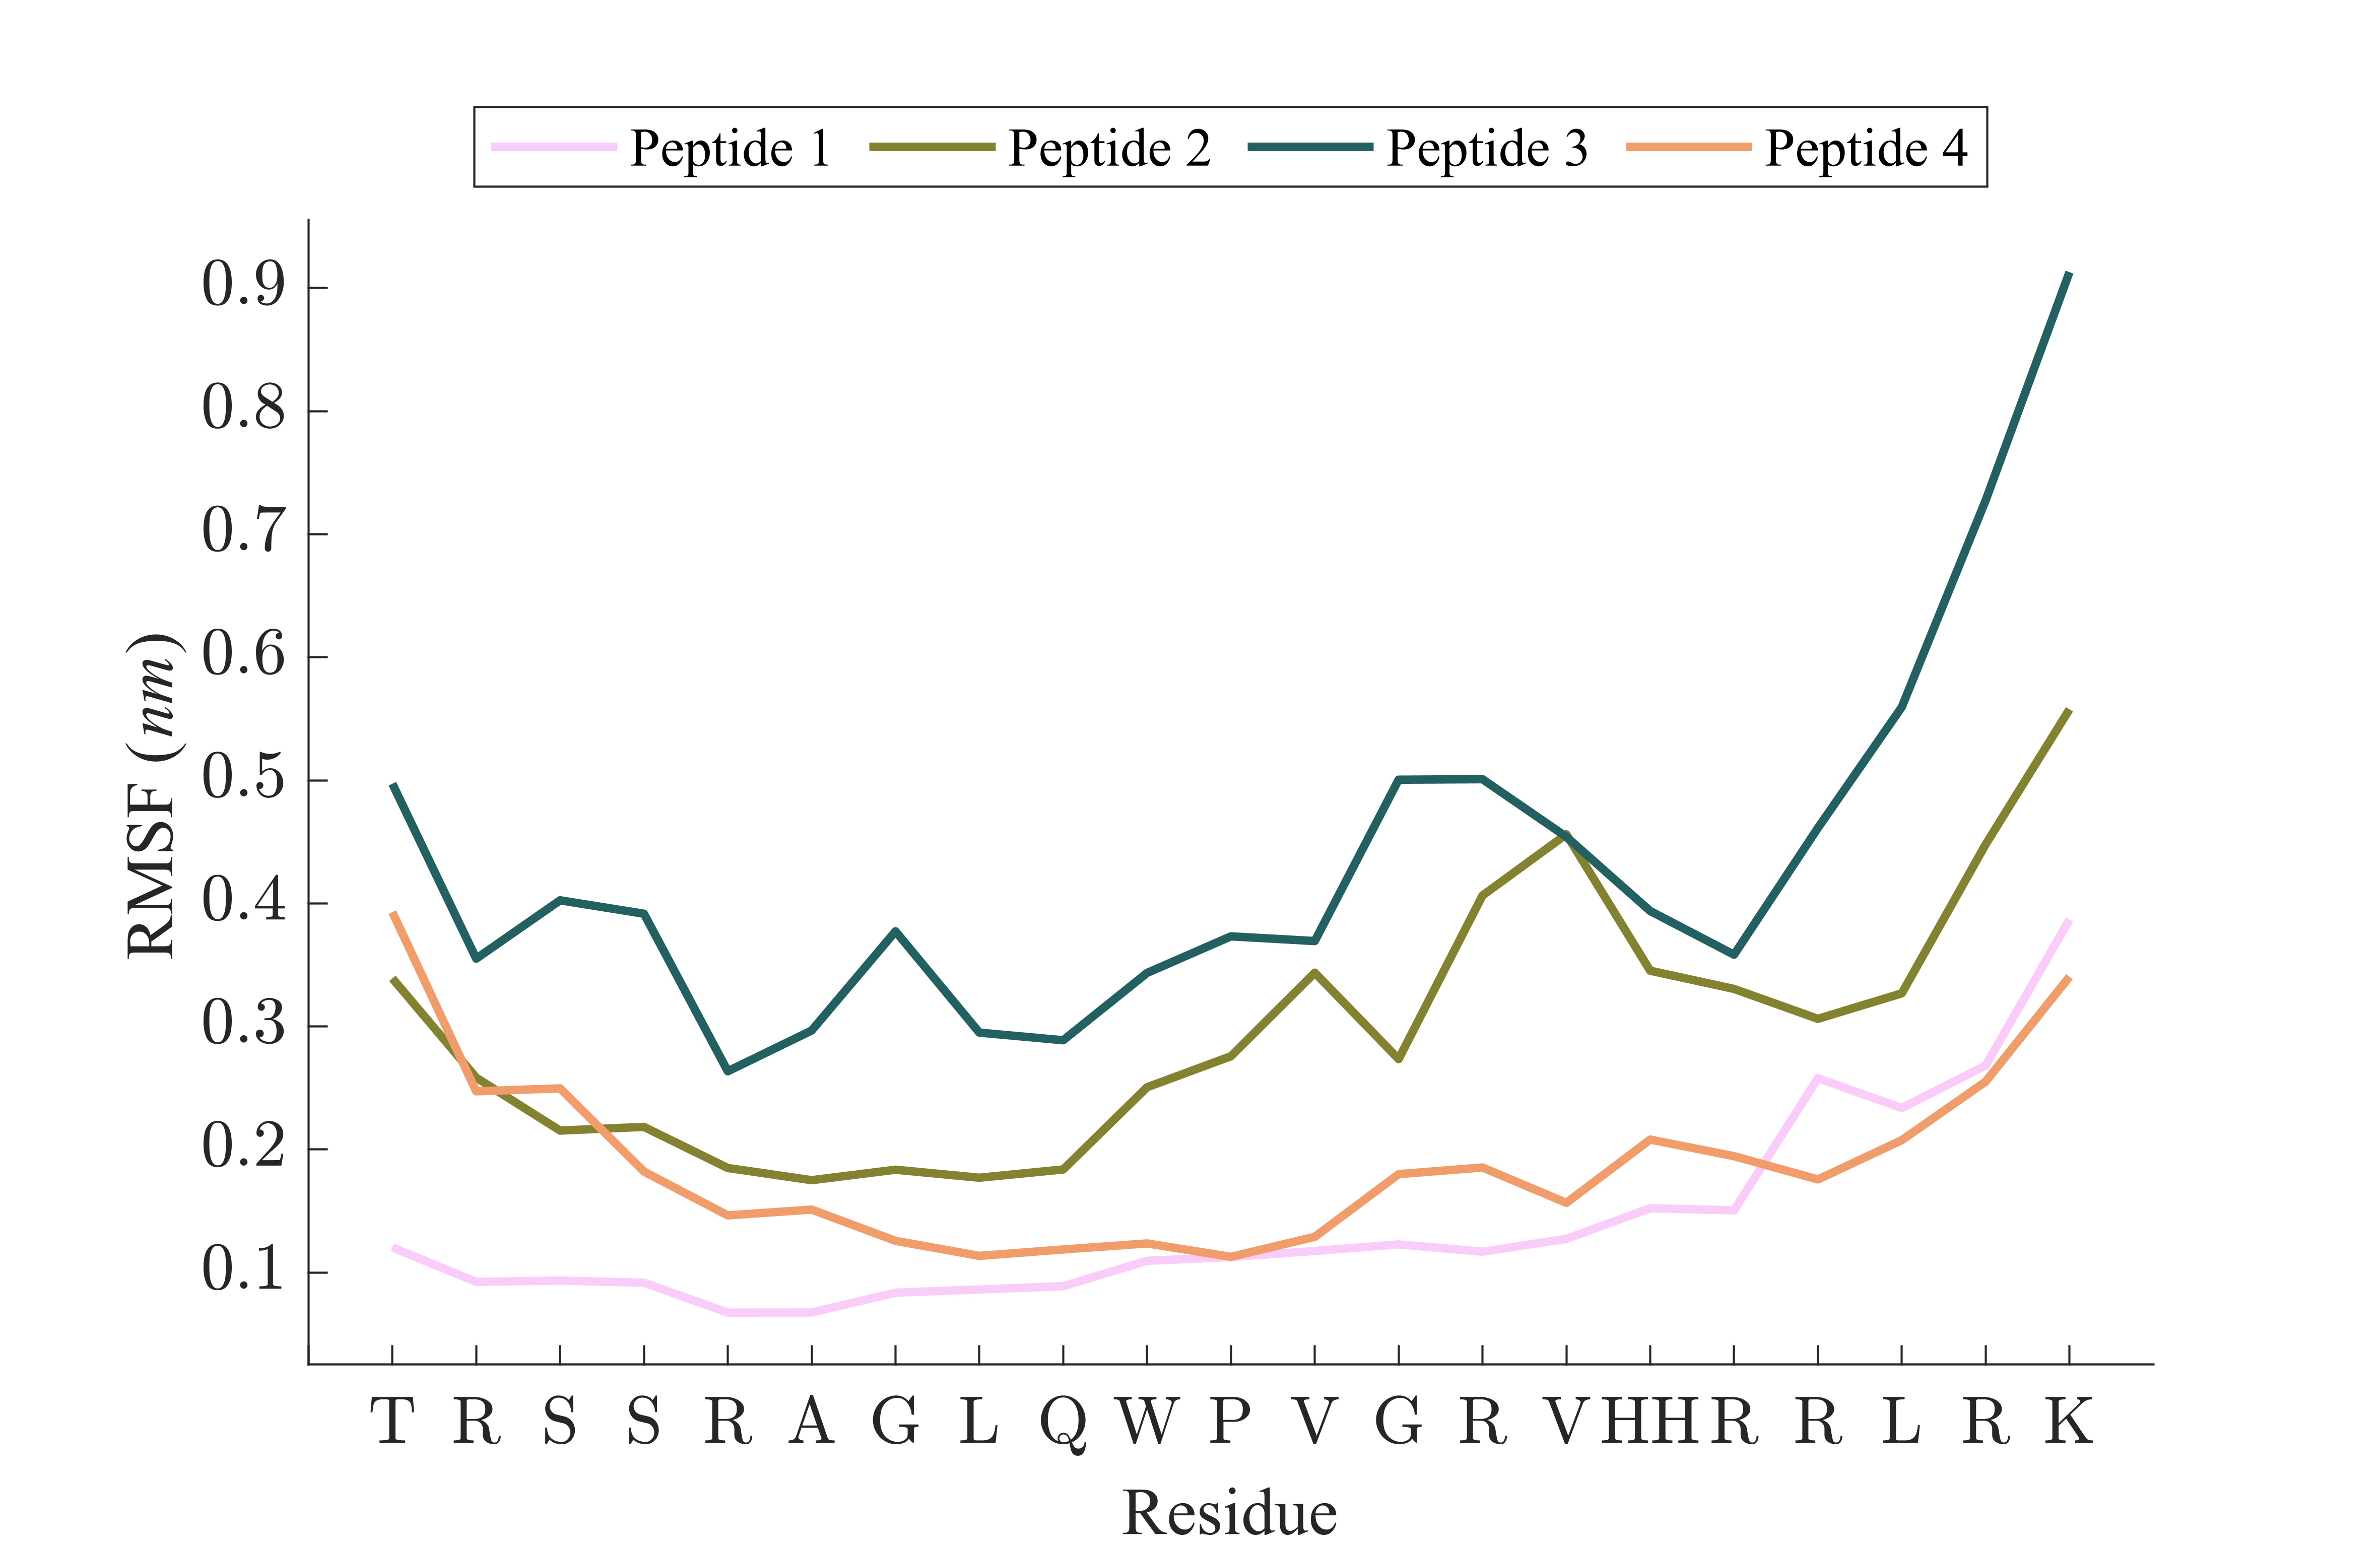 Peptide 1 Peptide 2 Peptide 3 Peptide 4
0.9
0.8
0.7
0.6
0.5
0.4
0.3
0.2
0.1
RMSF (nm)
T R S S R A G L Q W P V G R V HH R R L R K
Residue